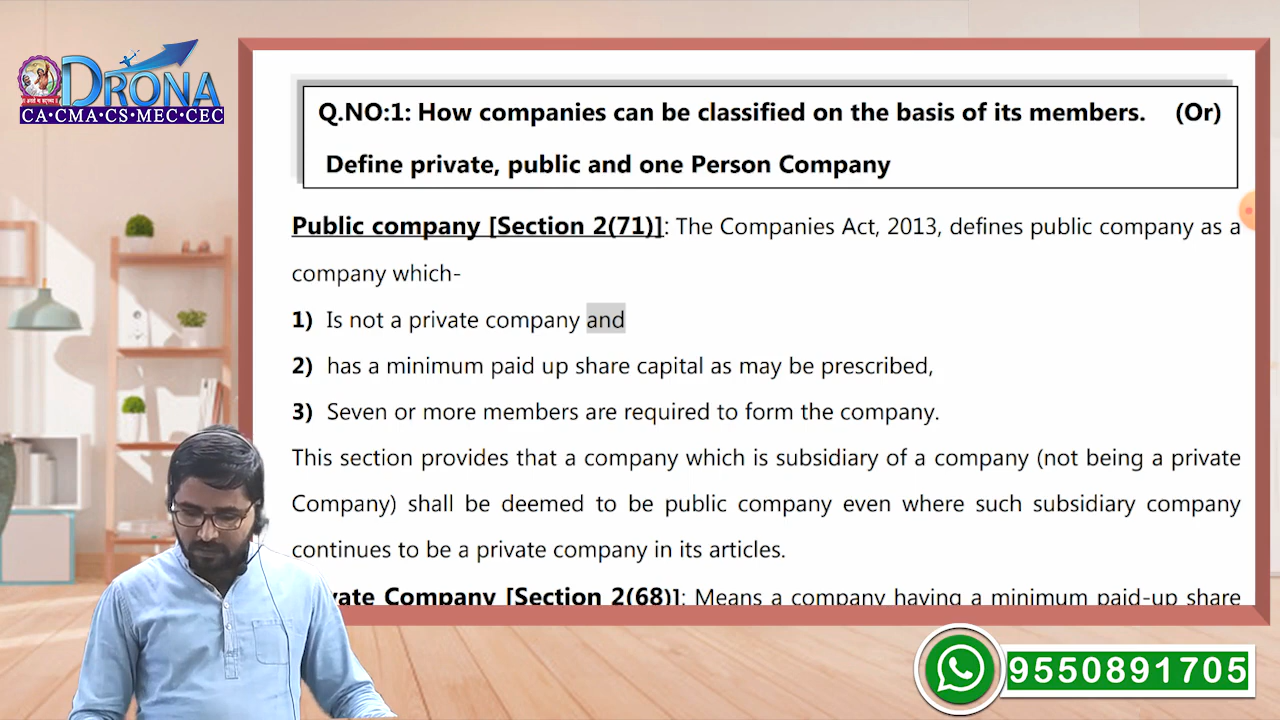 DRONA
CA•CMA•CS•MEC•CEC
Q.NO:1: How companies can be classified on the basis of its members. (Or)
Define private, public and one Person Company
Public company [Section 2(71)]: The Companies Act, 2013, defines public company as a
company which-
1) Is not a private company and
2) has a minimum paid up share capital as may be prescribed,
3) Seven or more members are required to form the company.
This section provides that a company which is subsidiary of a company (not being a private
Company) shall be deemed to be public company even where such subsidiary company
continues to be a private company in its articles.
Company [Section 2(68)]: Means a company having a minimum paid-up share
9550891705